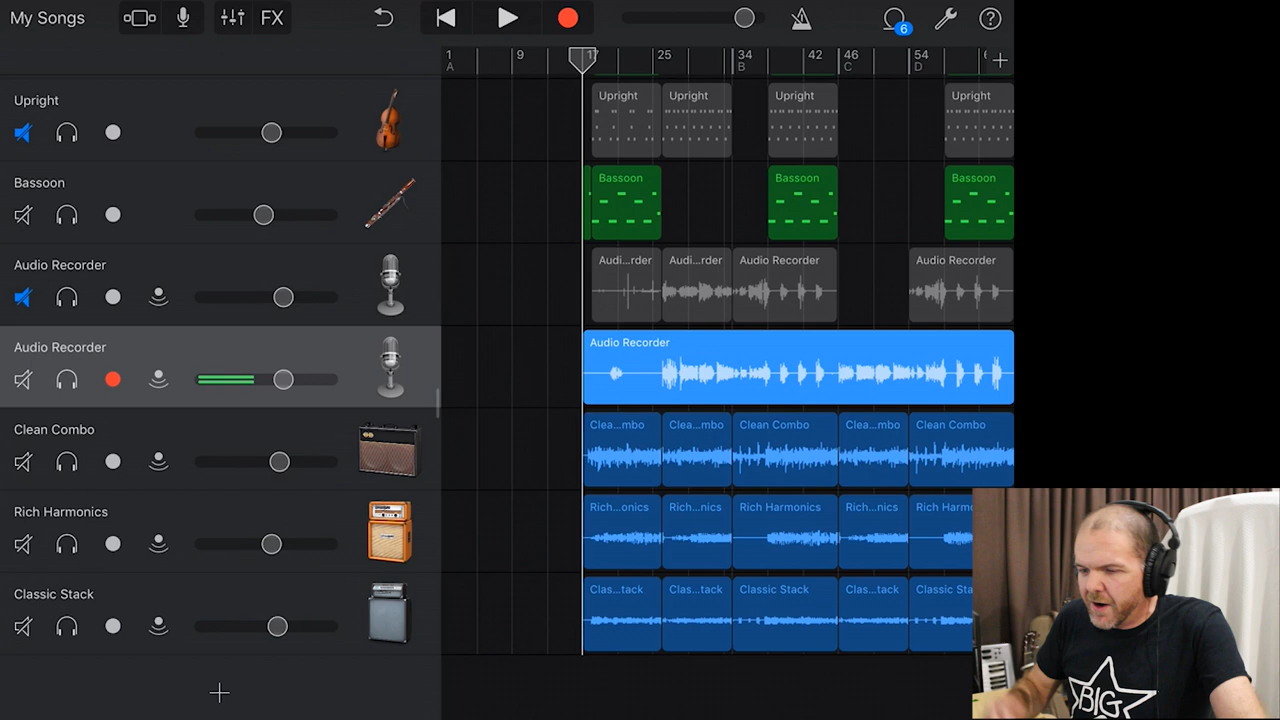 My Songs FX 6
1 9 17 25 34 42 46 54
A B C D
Upright Upright Upright Upright Upright
Bassoon Bassoon Bassoon Bassoon
Audio Recorder Audi...rder Audi...rder Audio Recorder Audio Recorder
Audio Recorder Audio Recorder
Clean Combo Clea...mbo Clea...mbo Clean Combo Clea...mbo Clean Combo
Rich Harmonics Rich...onics Rich...nics Rich Harmonics Rich...nics Rich Harm
Classic Stack Clas...tack Clas...tack Classic Stack Clas...tack Classic Sta
BIG